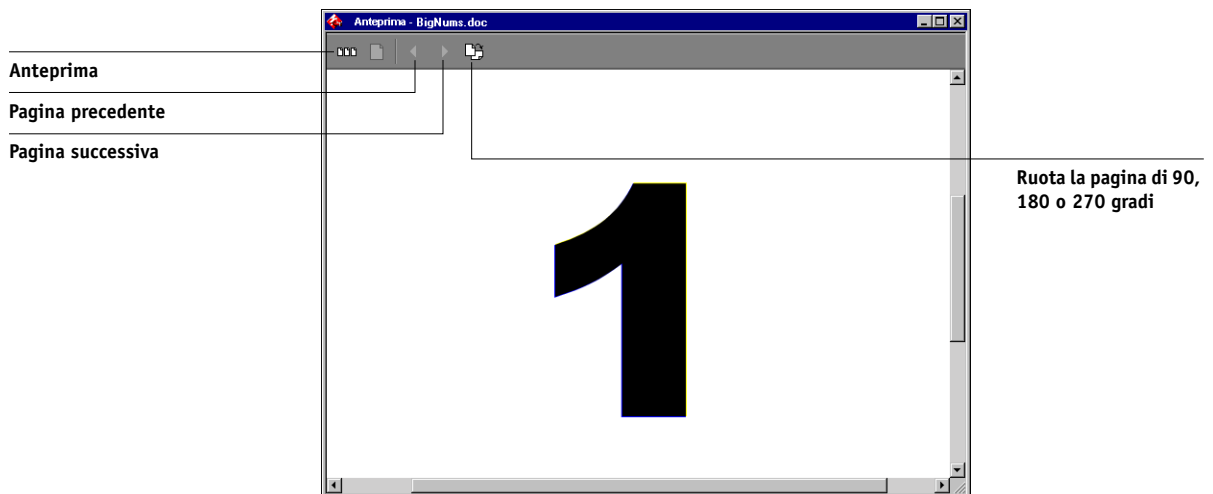 Anteprima - BigNums.doc
Anteprima
Pagina precedente
Pagina successiva
Ruota la pagina di 90,
180 o 270 gradi
1